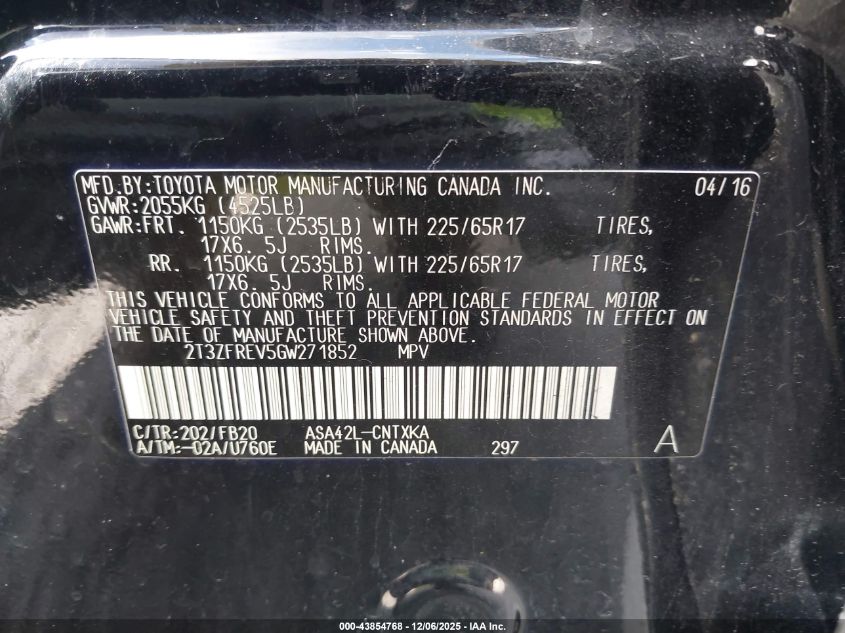 MFD.BY:TOYOTA MOTOR MANUFACTURING CANADA INC. 04/16
GVWR:2055KG (4525LB)
GAWR:FRT. 1150KG (2535LB) WITH 225/65R17 TIRES,
17X6.5J RIMS.
RR. 1150KG (2535LB) WITH 225/65R17 TIRES,
17X6.5J RIMS.
THIS VEHICLE CONFORMS TO ALL APPLICABLE FEDERAL MOTOR
VEHICLE SAFETY AND THEFT PREVENTION STANDARDS IN EFFECT ON
THE DATE OF MANUFACTURE SHOWN ABOVE.
2T3ZFREV5GW271852 MPV
C/TR:202/FB20 ASA42L-CNTXKA
A/TM:-02A/U760E MADE IN CANADA 297 A
000-43854768 - 12/06/2025 - IAA Inc.